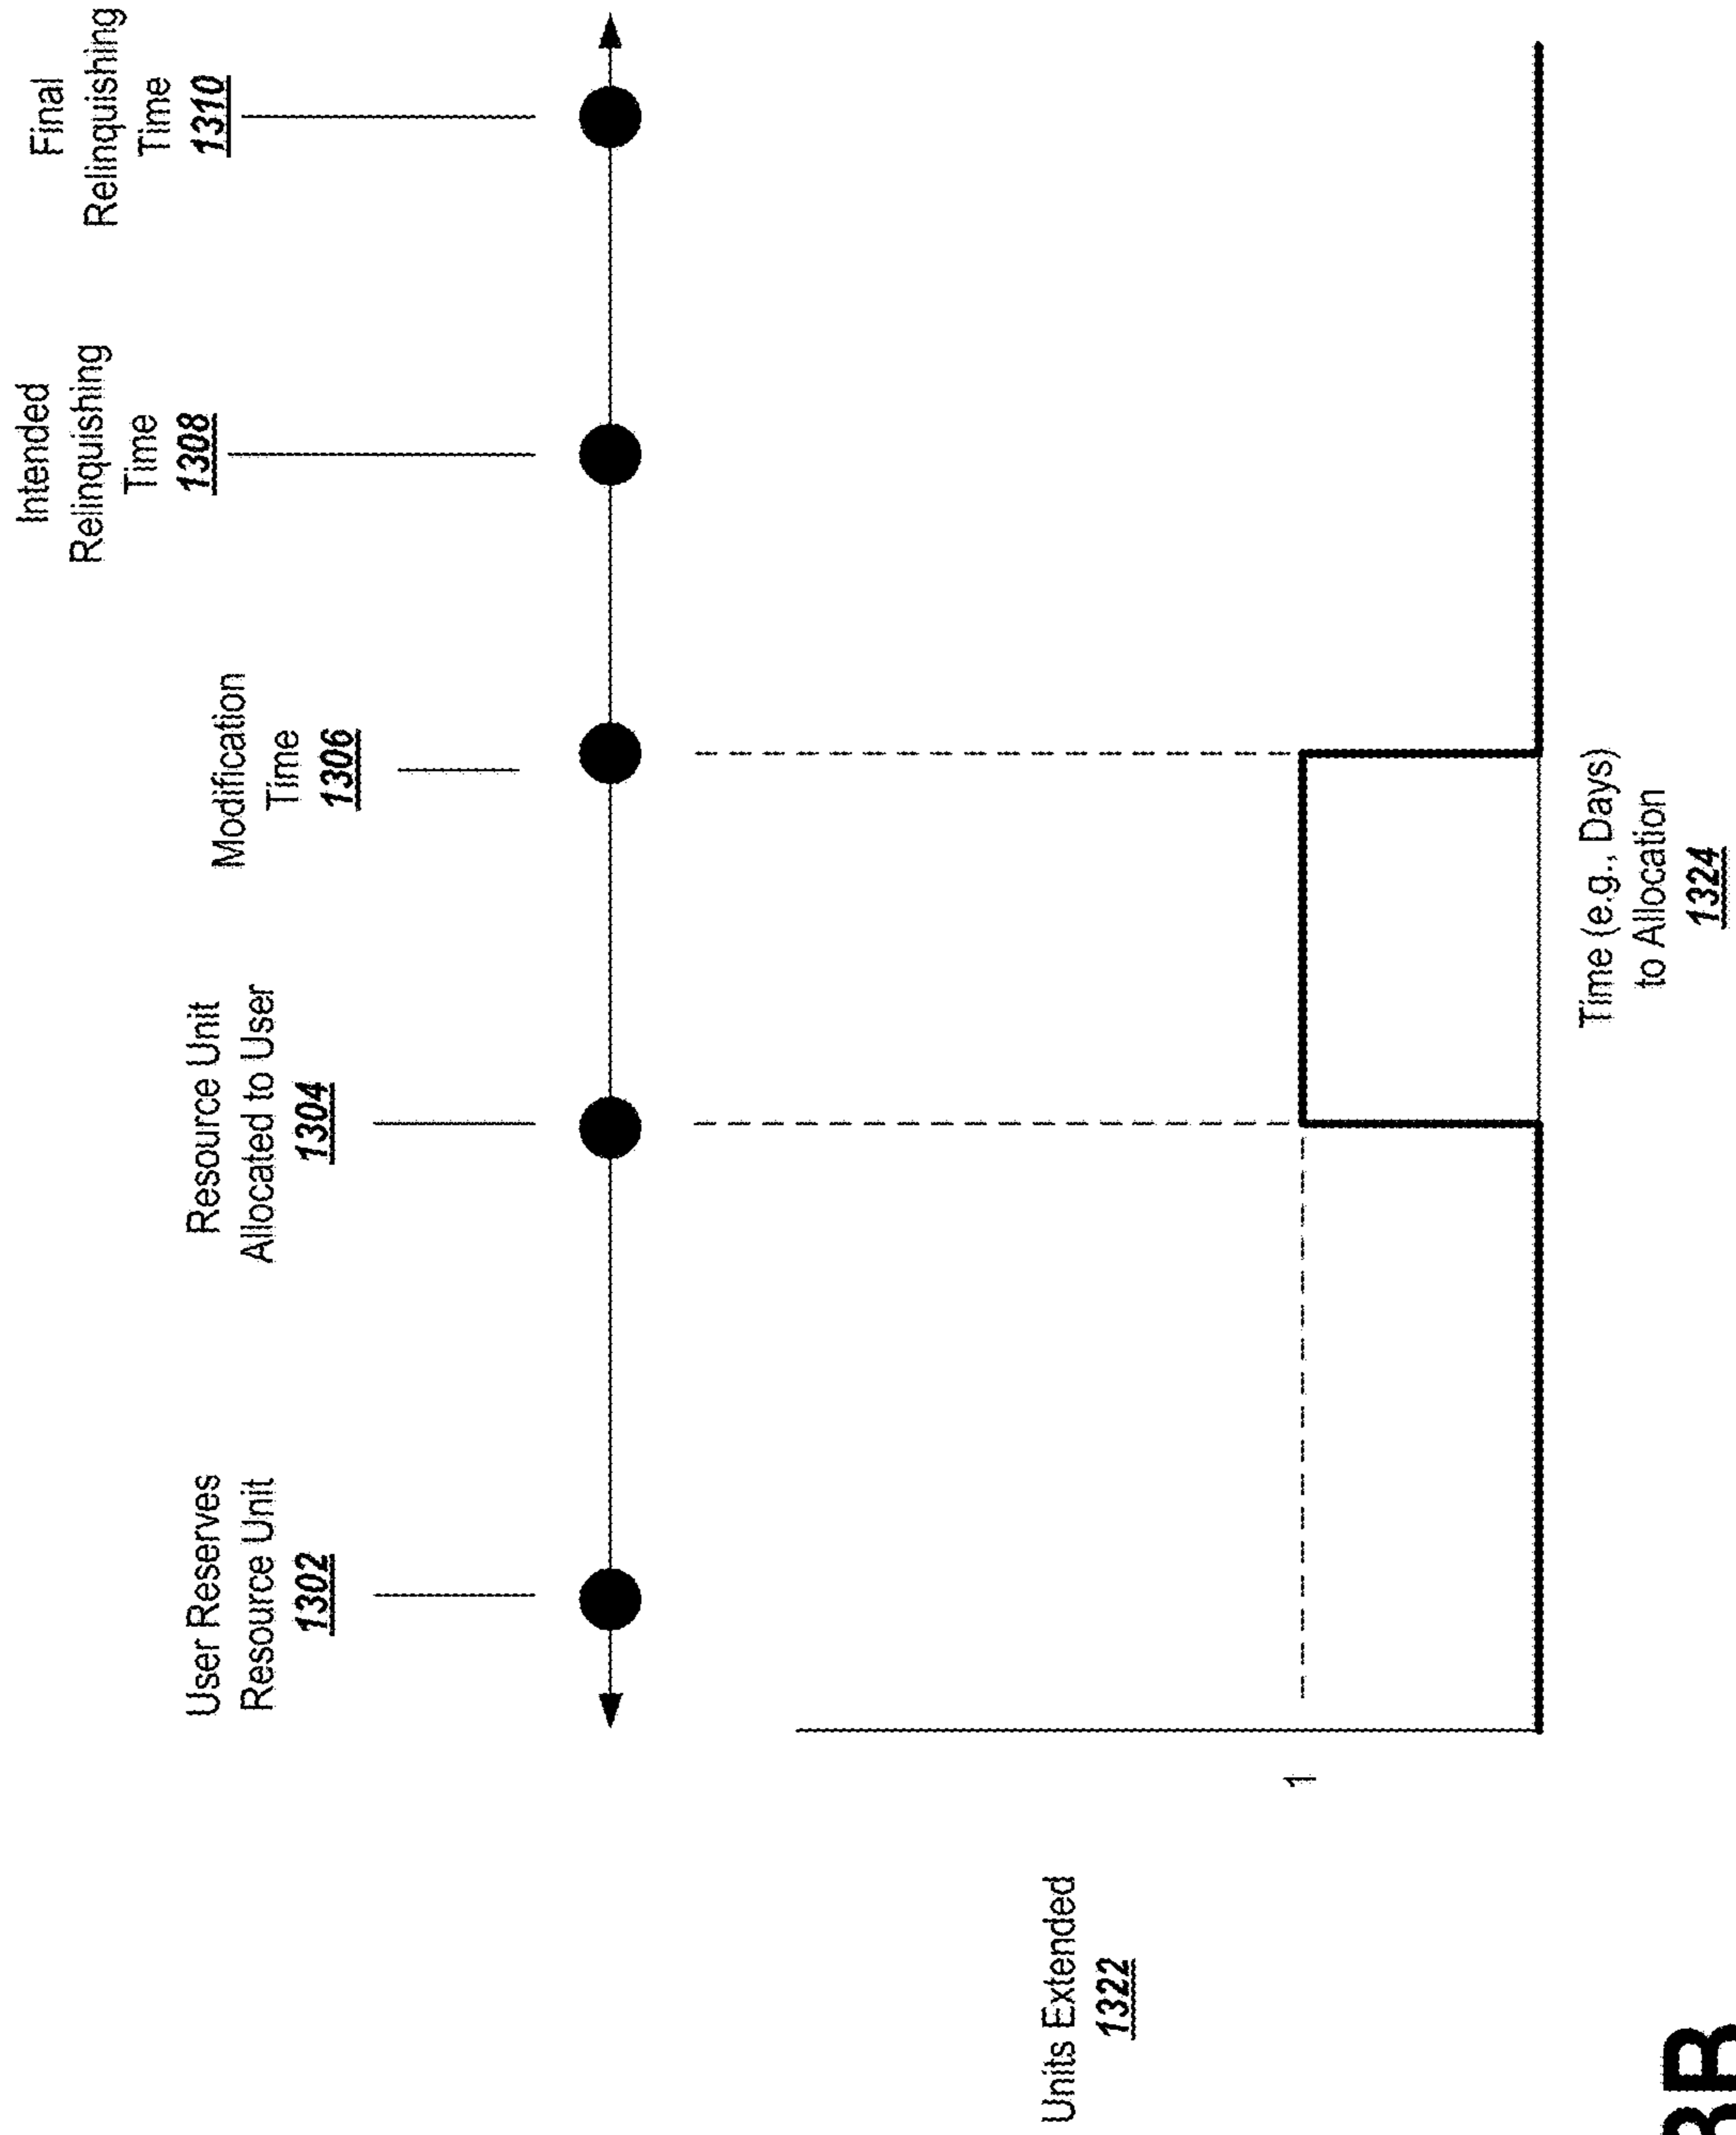 User Reserves
Resource Unit
1302
Resource Unit
Allocated to User
1304
Modification
Time
1306
Intended
Relinquishing
Time
1308
Final
Relinquishing
Time
1310
Units Extended
1322
1
Time (e.g., Days)
to Allocation
1324
3B